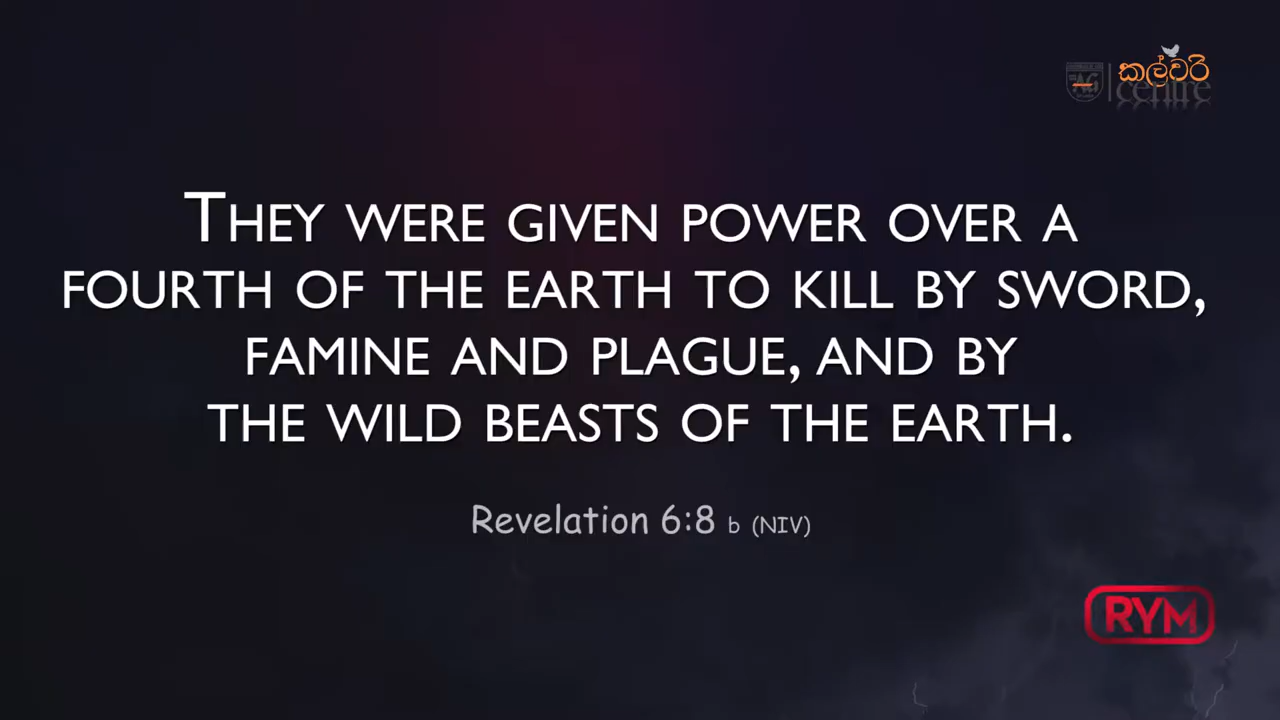 කල්වරි
centre
THEY WERE GIVEN POWER OVER A
FOURTH OF THE EARTH TO KILL BY SWORD,
FAMINE AND PLAGUE, AND BY
THE WILD BEASTS OF THE EARTH.
Revelation 6:8 b (NIV)
RYM